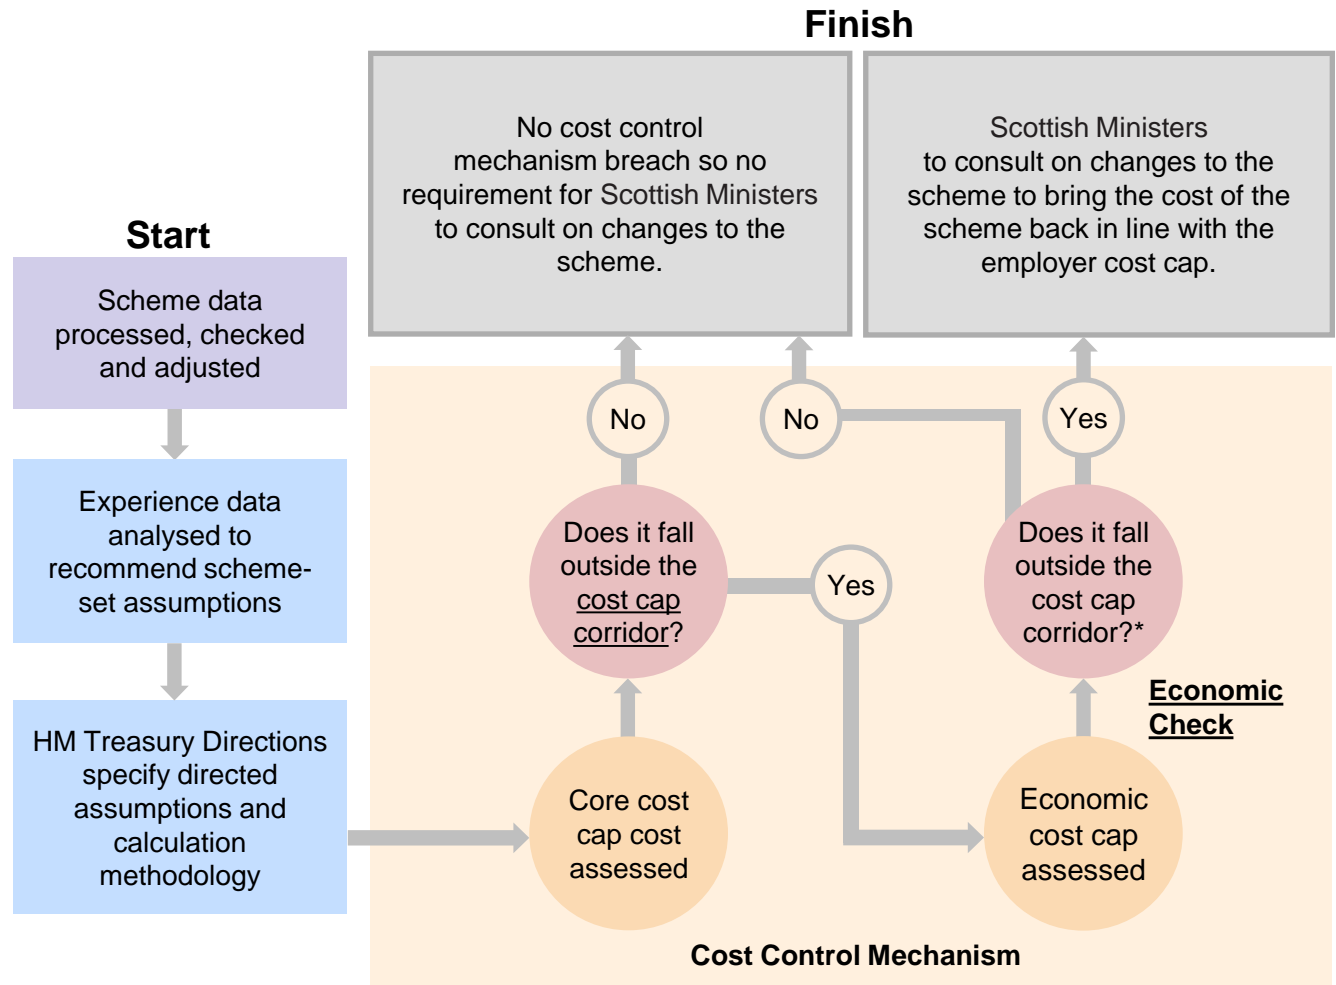 Finish
No cost control
mechanism breach so no
requirement for Scottish Ministers
to consult on changes to the
scheme.
Scottish Ministers
to consult on changes to the
scheme to bring the cost of the
scheme back in line with the
employer cost cap.
Start
Scheme data
processed, checked
and adjusted
Experience data
analysed to
recommend scheme-
set assumptions
HM Treasury Directions
specify directed
assumptions and
calculation
methodology
No
No
Yes
Does it fall
outside the
cost cap
corridor?
Yes
Does it fall
outside the
cost cap
corridor?*
Economic
Check
Core cost
cap cost
assessed
Economic
cost cap
assessed
Cost Control Mechanism